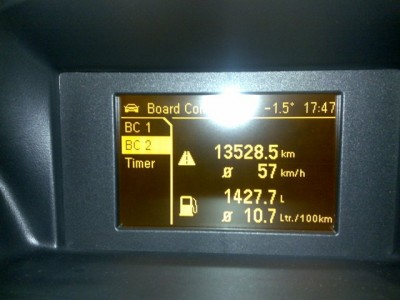 Board Co -1.5° 17:47
BC 1
BC 2
Timer
13528.5 km
Ø 57 km/h
1427.7 L
Ø 10.7 Ltr./100km